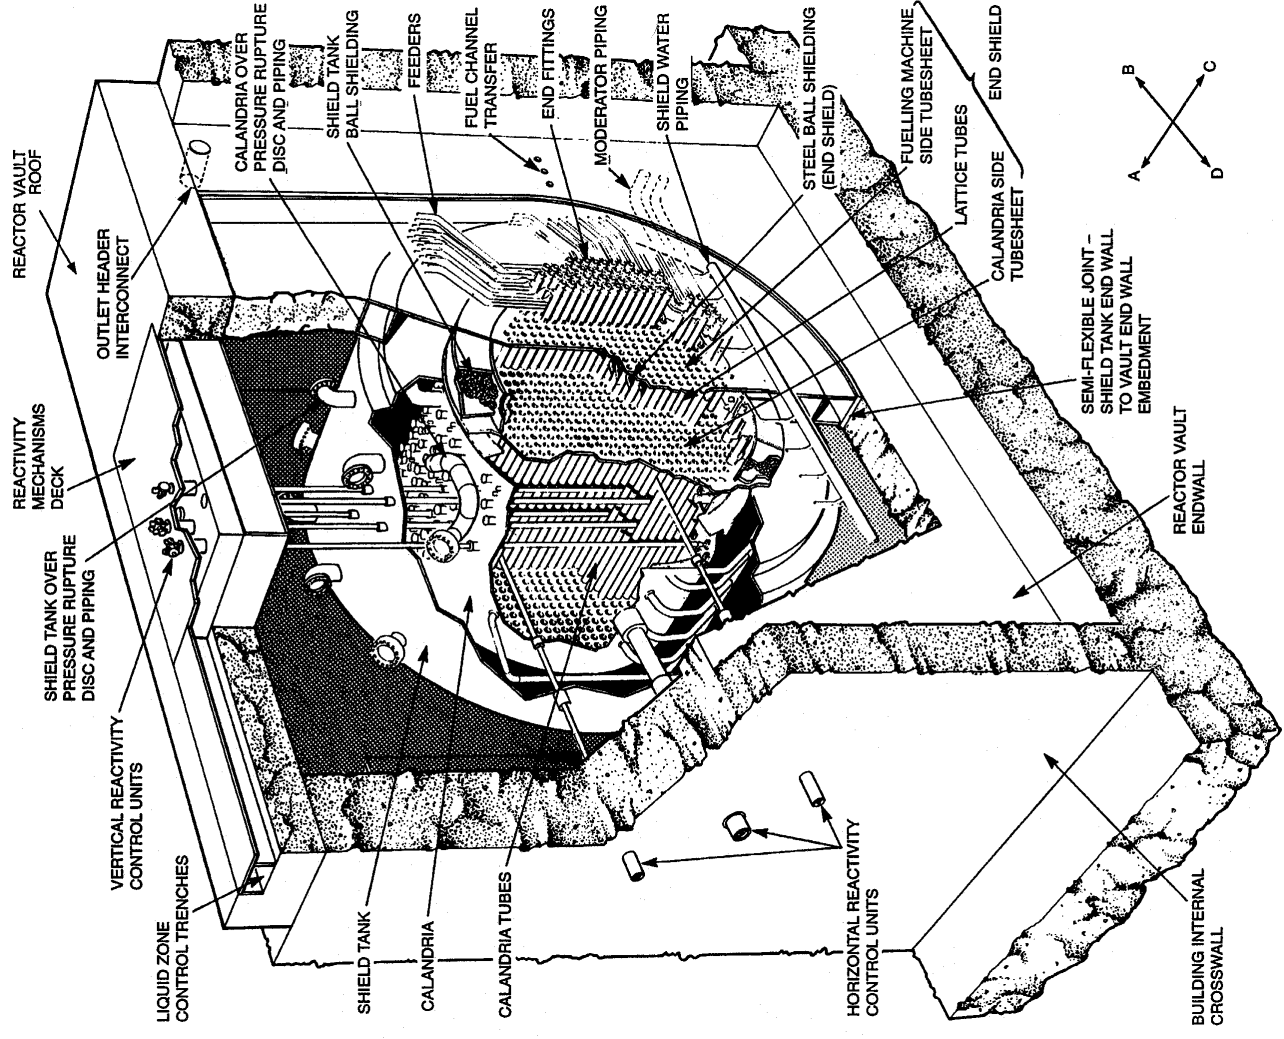 REACTOR VAULT
ROOF
OUTLET HEADER
INTERCONNECT
REACTIVITY
MECHANISMS
DECK
SHIELD TANK OVER
PRESSURE RUPTURE
DISC AND PIPING
VERTICAL REACTIVITY
CONTROL UNITS
LIQUID ZONE
CONTROL TRENCHES
CALANDRIA OVER
PRESSURE RUPTURE
DISC AND PIPING
SHIELD TANK
BALL SHIELDING
FEEDERS
FUEL CHANNEL
TRANSFER
END FITTINGS
MODERATOR PIPING
SHIELD WATER
PIPING
STEEL BALL SHIELDING
(END SHIELD)
FUELLING MACHINE
SIDE TUBESHEET
LATTICE TUBES
CALANDRIA SIDE
TUBESHEET
END SHIELD
SEMI-FLEXIBLE JOINT –
SHIELD TANK END WALL
TO VAULT END WALL
EMBEDMENT
REACTOR VAULT
ENDWALL
SHIELD TANK
CALANDRIA
CALANDRIA TUBES
HORIZONTAL REACTIVITY
CONTROL UNITS
BUILDING INTERNAL
CROSSWALL
A
B
C
D